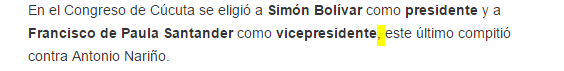 En el Congreso de Cúcuta se eligió a Simón Bolívar como presidente y a
Francisco de Paula Santander como vicepresidente, este último compitió
contra Antonio Nariño.